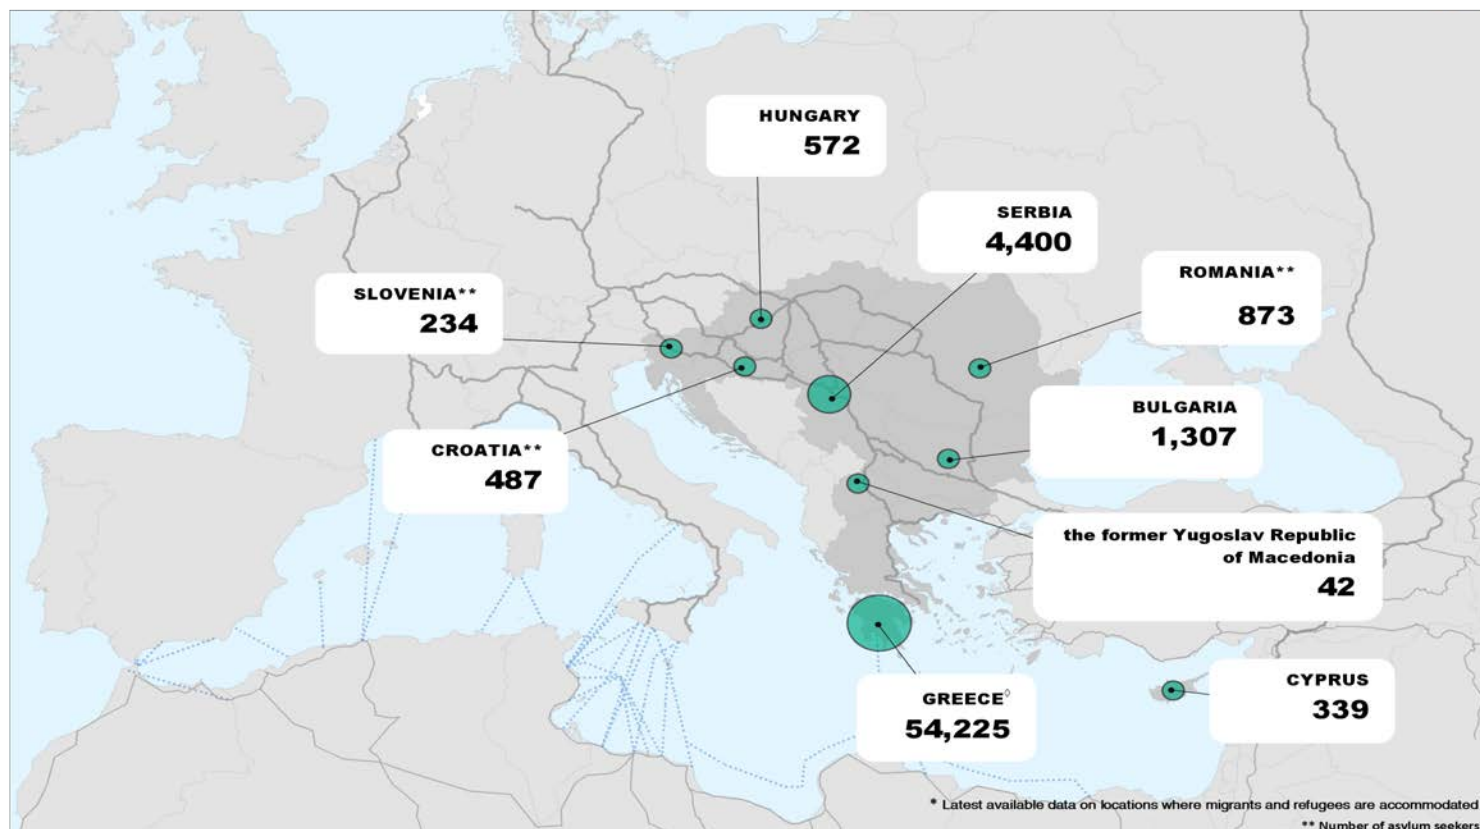 HUNGARY
572
SERBIA
4,400
ROMANIA**
873
SLOVENIA**
234
BULGARIA
1,307
CROATIA**
487
the former Yugoslav Republic
of Macedonia
42
GREECE◊
54,225
CYPRUS
339
* Latest available data on locations where migrants and refugees are accommodated
** Number of asylum seekers